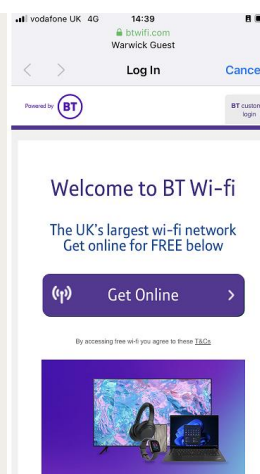 vodafone UK 4G 14:39
btwifi.com
Warwick Guest
Log In Cance
Powered by BT
BT custom
login
Welcome to BT Wi-fi
The UK's largest wi-fi network
Get online for FREE below
Get Online
By accessing free wi-fi you agree to these T&Cs